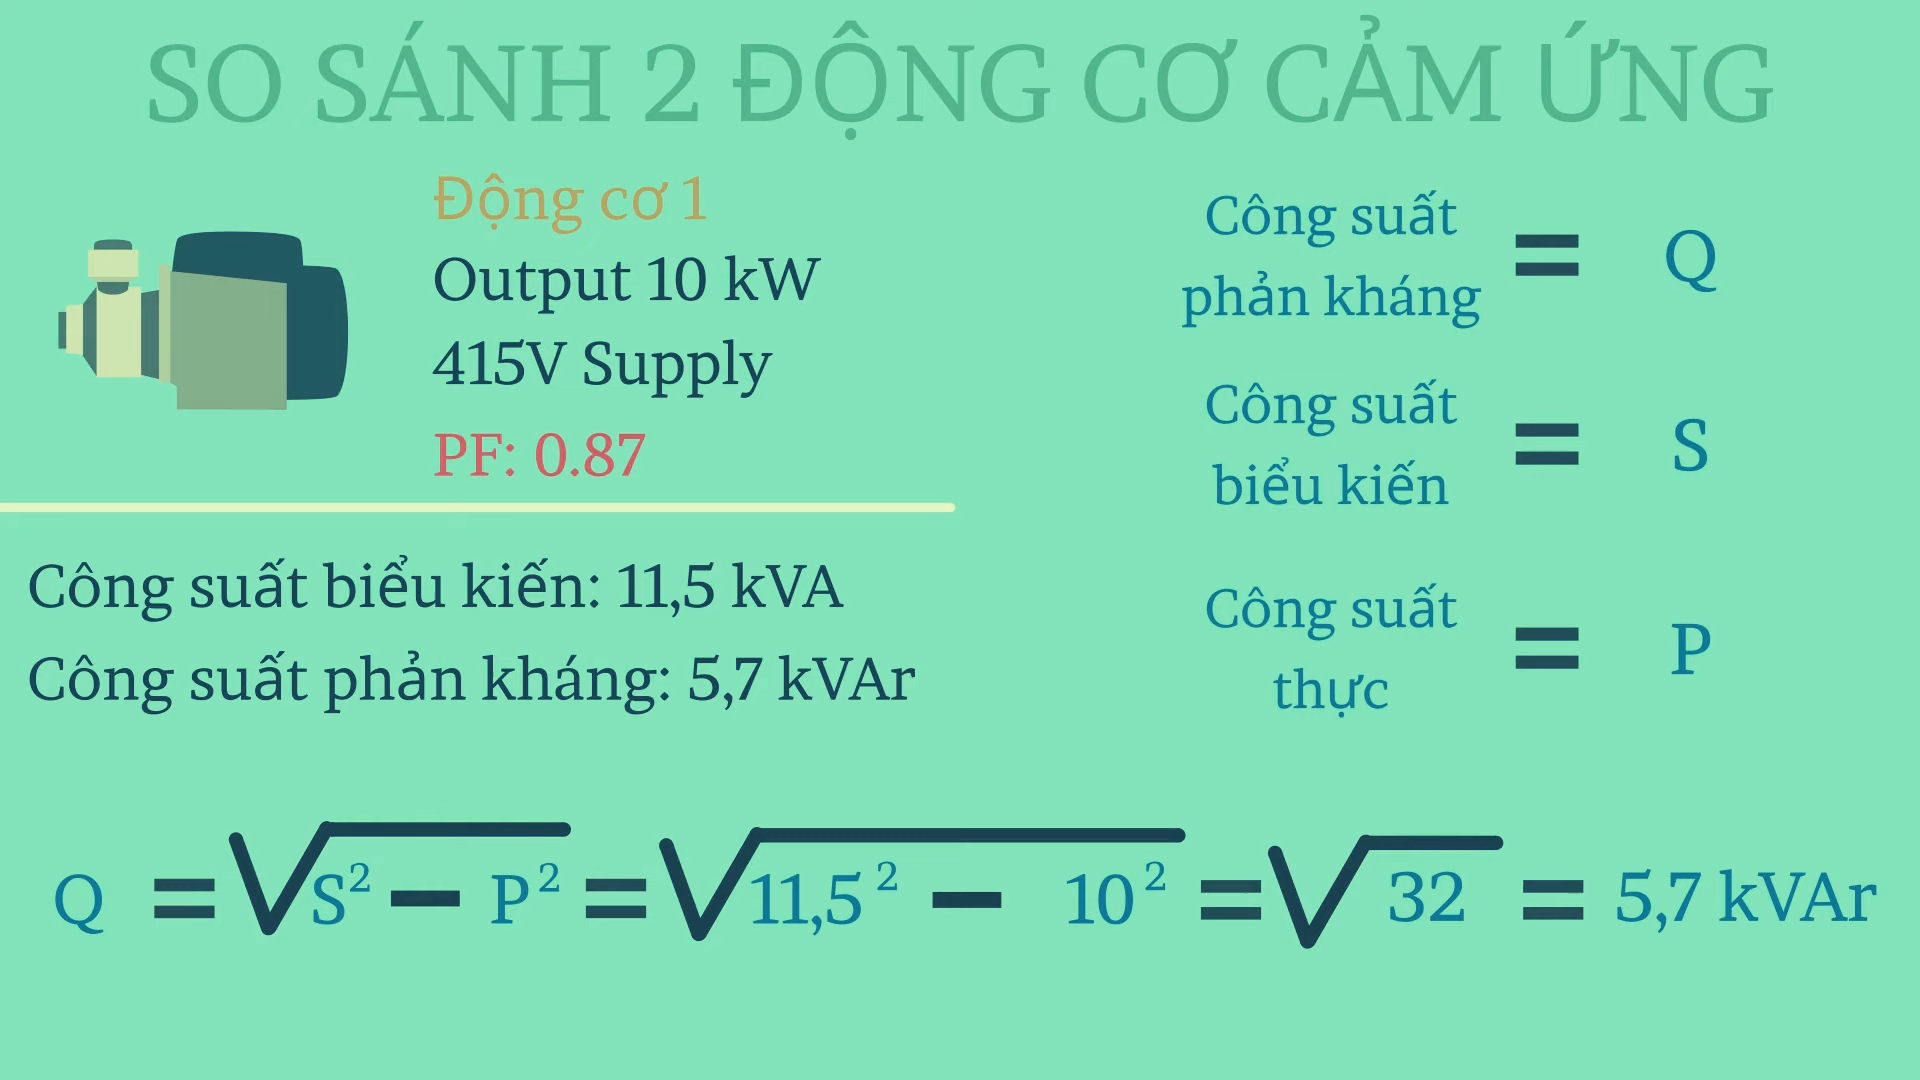 SO SÁNH 2 ĐỘNG CƠ CẢM ỨNG
Động cơ 1
Output 10 kW
415V Supply
PF: 0.87
Công suất biểu kiến: 11,5 kVA
Công suất phản kháng: 5,7 kVAr
Công suất
phản kháng = Q
Công suất
biểu kiến = S
Công suất
thực = P
Q = √S² − P² = √11,5² − 10² = √32 = 5,7 kVAr